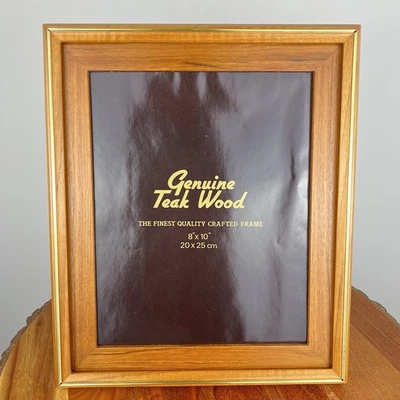 Genuine
Teak Wood
THE FINEST QUALITY CRAFTED FRAME
8"x 10"
20 x 25 cm.